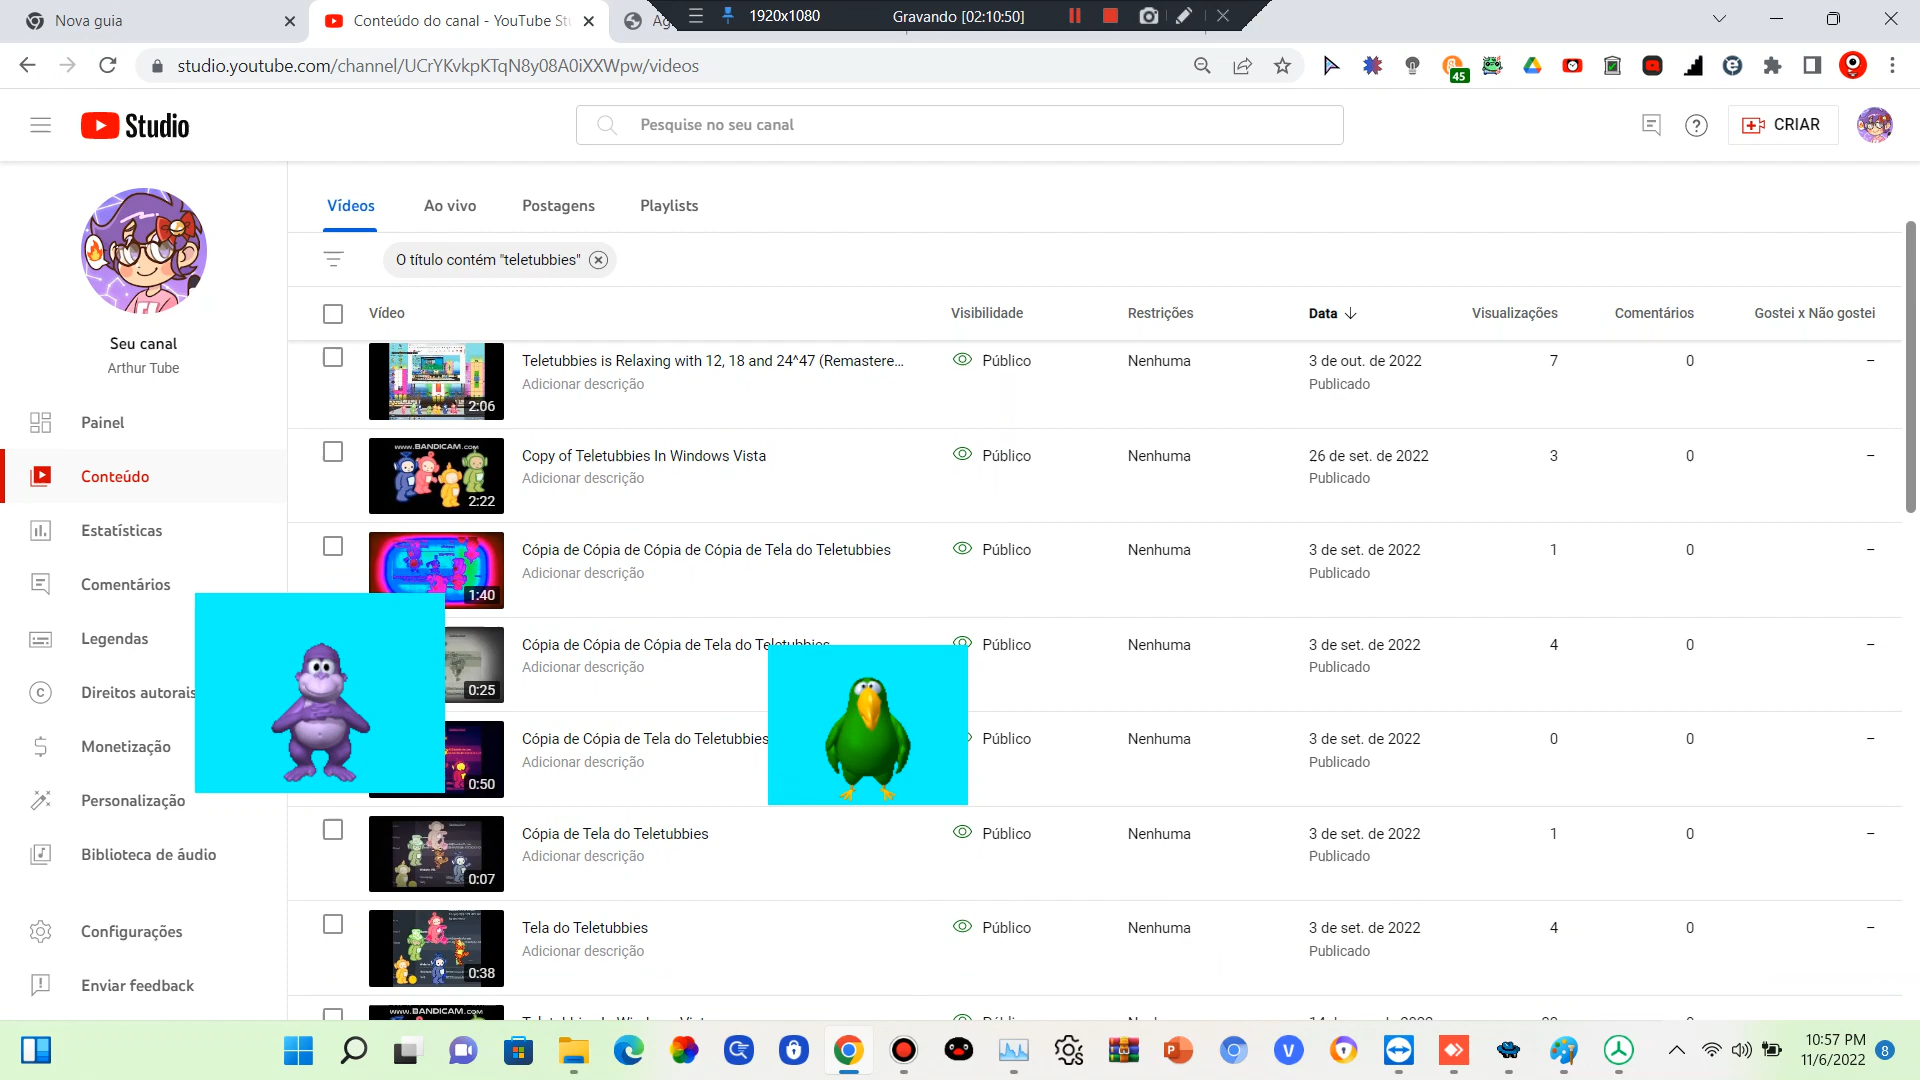 Nova guia
Conteúdo do canal - YouTube St
Ag
1920x1080
Gravando [02:10:50]
studio.youtube.com/channel/UCrYKvkpKTqN8y08A0iXXWpw/videos
45
Studio
Pesquise no seu canal
CRIAR
Seu canal
Arthur Tube
Painel
Conteúdo
Estatísticas
Comentários
Legendas
Direitos autorais
Monetização
Personalização
Biblioteca de áudio
Configurações
Enviar feedback
Vídeos
Ao vivo
Postagens
Playlists
O título contém "teletubbies"
Vídeo
Visibilidade
Restrições
Data
Visualizações
Comentários
Gostei x Não gostei
2:06
Teletubbies is Relaxing with 12, 18 and 24^47 (Remastere...
Adicionar descrição
Público
Nenhuma
3 de out. de 2022
Publicado
7
0
–
www.BANDICAM.com
2:22
Copy of Teletubbies In Windows Vista
Adicionar descrição
Público
Nenhuma
26 de set. de 2022
Publicado
3
0
–
1:40
Cópia de Cópia de Cópia de Cópia de Tela do Teletubbies
Adicionar descrição
Público
Nenhuma
3 de set. de 2022
Publicado
1
0
–
0:25
Cópia de Cópia de Cópia de Tela do Teletubbies
Adicionar descrição
Público
Nenhuma
3 de set. de 2022
Publicado
4
0
–
0:50
Cópia de Cópia de Tela do Teletubbies
Adicionar descrição
Público
Nenhuma
3 de set. de 2022
Publicado
0
0
–
0:07
Cópia de Tela do Teletubbies
Adicionar descrição
Público
Nenhuma
3 de set. de 2022
Publicado
1
0
–
0:38
Tela do Teletubbies
Adicionar descrição
Público
Nenhuma
3 de set. de 2022
Publicado
4
0
–
www.BANDICAM.com
10:57 PM
11/6/2022
8